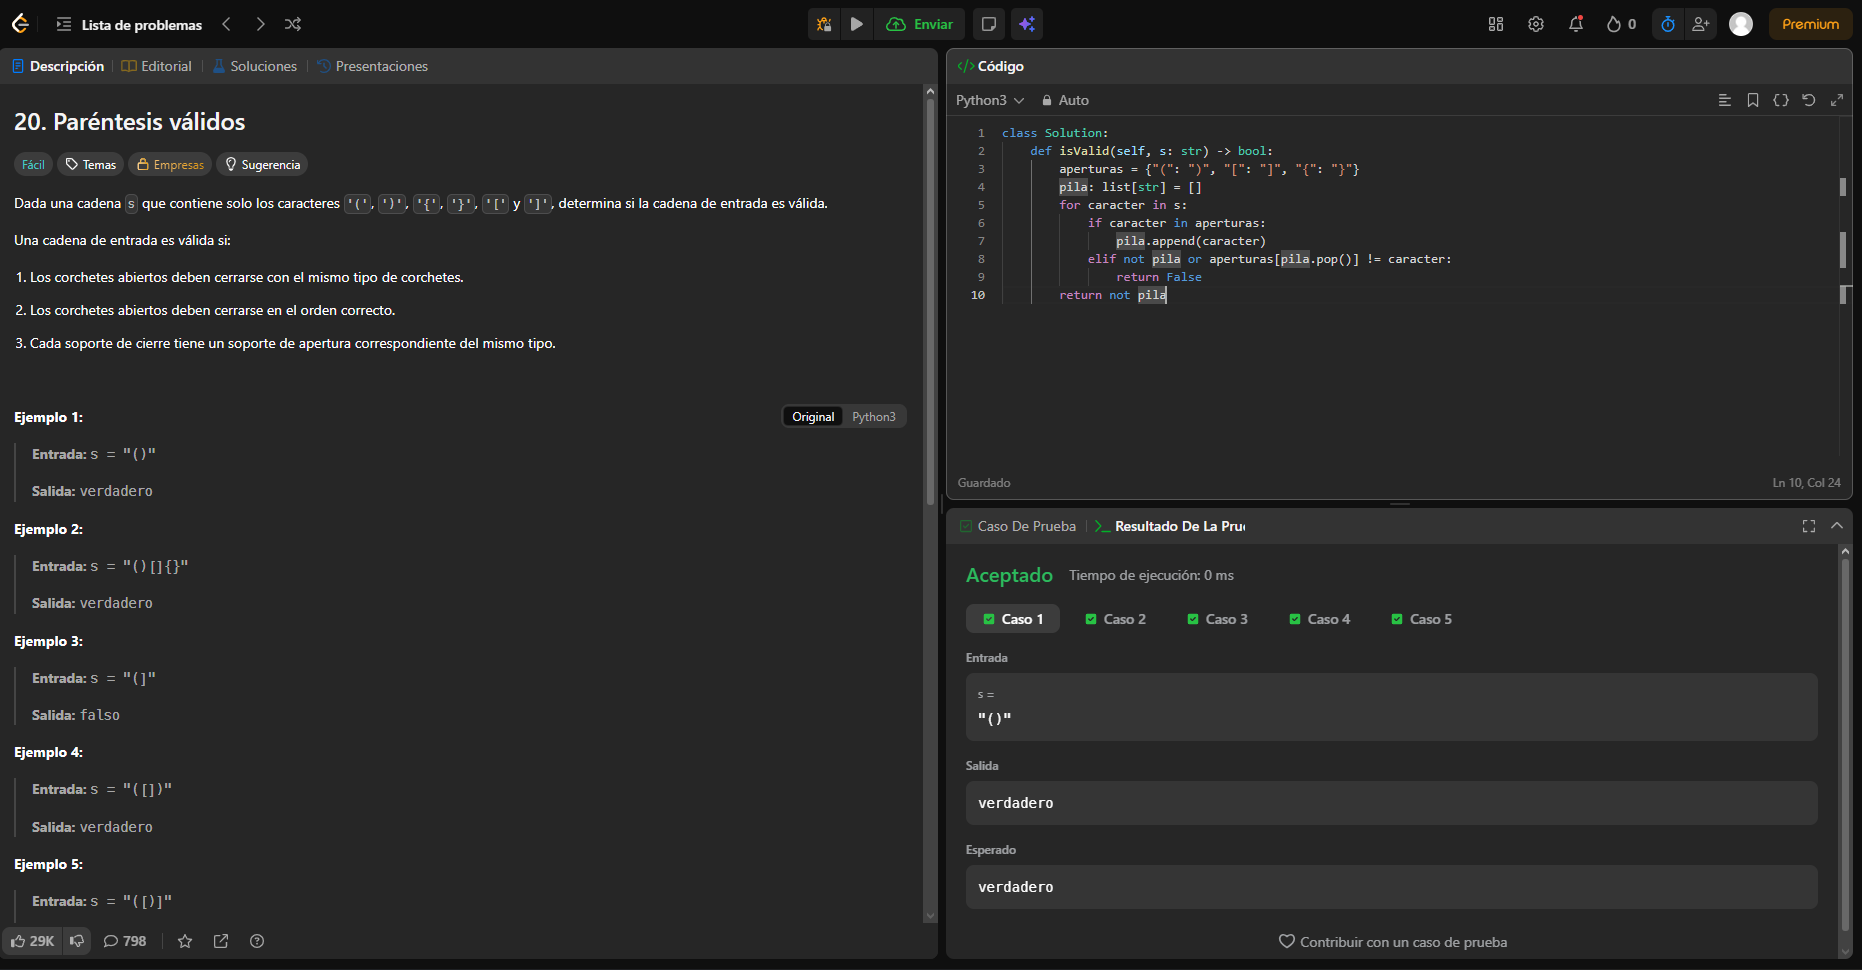 Lista de problemas
Enviar
0
Premium
Descripción
Editorial
Soluciones
Presentaciones
20. Paréntesis válidos
Fácil
Temas
Empresas
Sugerencia
Dada una cadena s que contiene solo los caracteres '(', ')', '{', '}', '[' y ']', determina si la cadena de entrada es válida.
Una cadena de entrada es válida si:
1. Los corchetes abiertos deben cerrarse con el mismo tipo de corchetes.
2. Los corchetes abiertos deben cerrarse en el orden correcto.
3. Cada soporte de cierre tiene un soporte de apertura correspondiente del mismo tipo.
Ejemplo 1:
Original
Python3
Entrada: s = "()"
Salida: verdadero
Ejemplo 2:
Entrada: s = "()[]{}"
Salida: verdadero
Ejemplo 3:
Entrada: s = "(]"
Salida: falso
Ejemplo 4:
Entrada: s = "([])"
Salida: verdadero
Ejemplo 5:
Entrada: s = "([)]"
29K
798
Código
Python3
Auto
1 class Solution:
2     def isValid(self, s: str) -> bool:
3         aperturas = {"(": ")", "[": "]", "{": "}"}
4         pila: list[str] = []
5         for caracter in s:
6             if caracter in aperturas:
7                 pila.append(caracter)
8             elif not pila or aperturas[pila.pop()] != caracter:
9                 return False
10         return not pila
Guardado
Ln 10, Col 24
Caso De Prueba
Resultado De La Pru
Aceptado
Tiempo de ejecución: 0 ms
Caso 1
Caso 2
Caso 3
Caso 4
Caso 5
Entrada
s =
"()"
Salida
verdadero
Esperado
verdadero
Contribuir con un caso de prueba